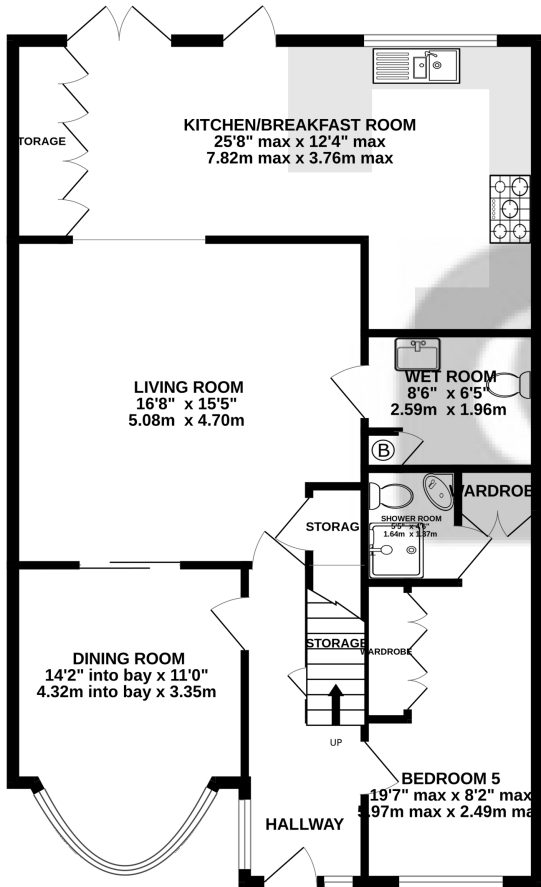 KITCHEN/BREAKFAST ROOM
25'8" max x 12'4" max
7.82m max x 3.76m max
TORAGE
LIVING ROOM
16'8" x 15'5"
5.08m x 4.70m
WET ROOM
8'6" x 6'5"
2.59m x 1.96m
B
WARDROBE
SHOWER ROOM
1.64m x 1.37m
STORAG
STORAGE
WARDROBE
DINING ROOM
14'2" into bay x 11'0"
4.32m into bay x 3.35m
UP
BEDROOM 5
19'7" max x 8'2" max
5.97m max x 2.49m ma
HALLWAY